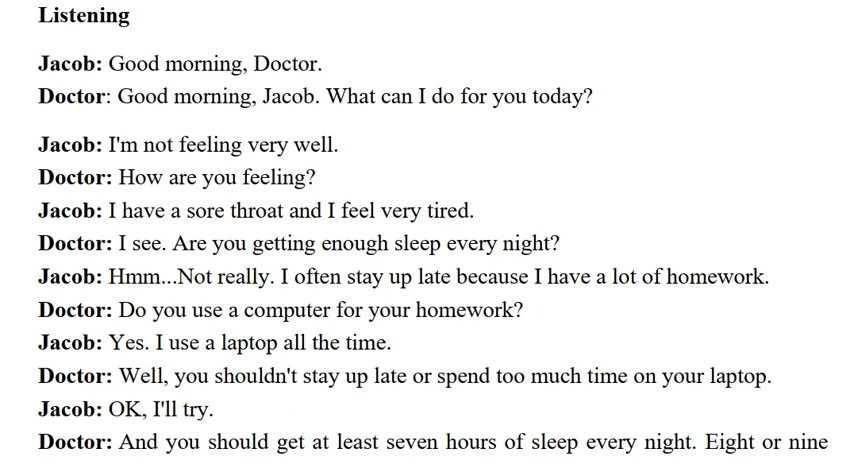 Listening
Jacob: Good morning, Doctor.
Doctor: Good morning, Jacob. What can I do for you today?
Jacob: I'm not feeling very well.
Doctor: How are you feeling?
Jacob: I have a sore throat and I feel very tired.
Doctor: I see. Are you getting enough sleep every night?
Jacob: Hmm...Not really. I often stay up late because I have a lot of homework.
Doctor: Do you use a computer for your homework?
Jacob: Yes. I use a laptop all the time.
Doctor: Well, you shouldn't stay up late or spend too much time on your laptop.
Jacob: OK, I'll try.
Doctor: And you should get at least seven hours of sleep every night. Eight or nine